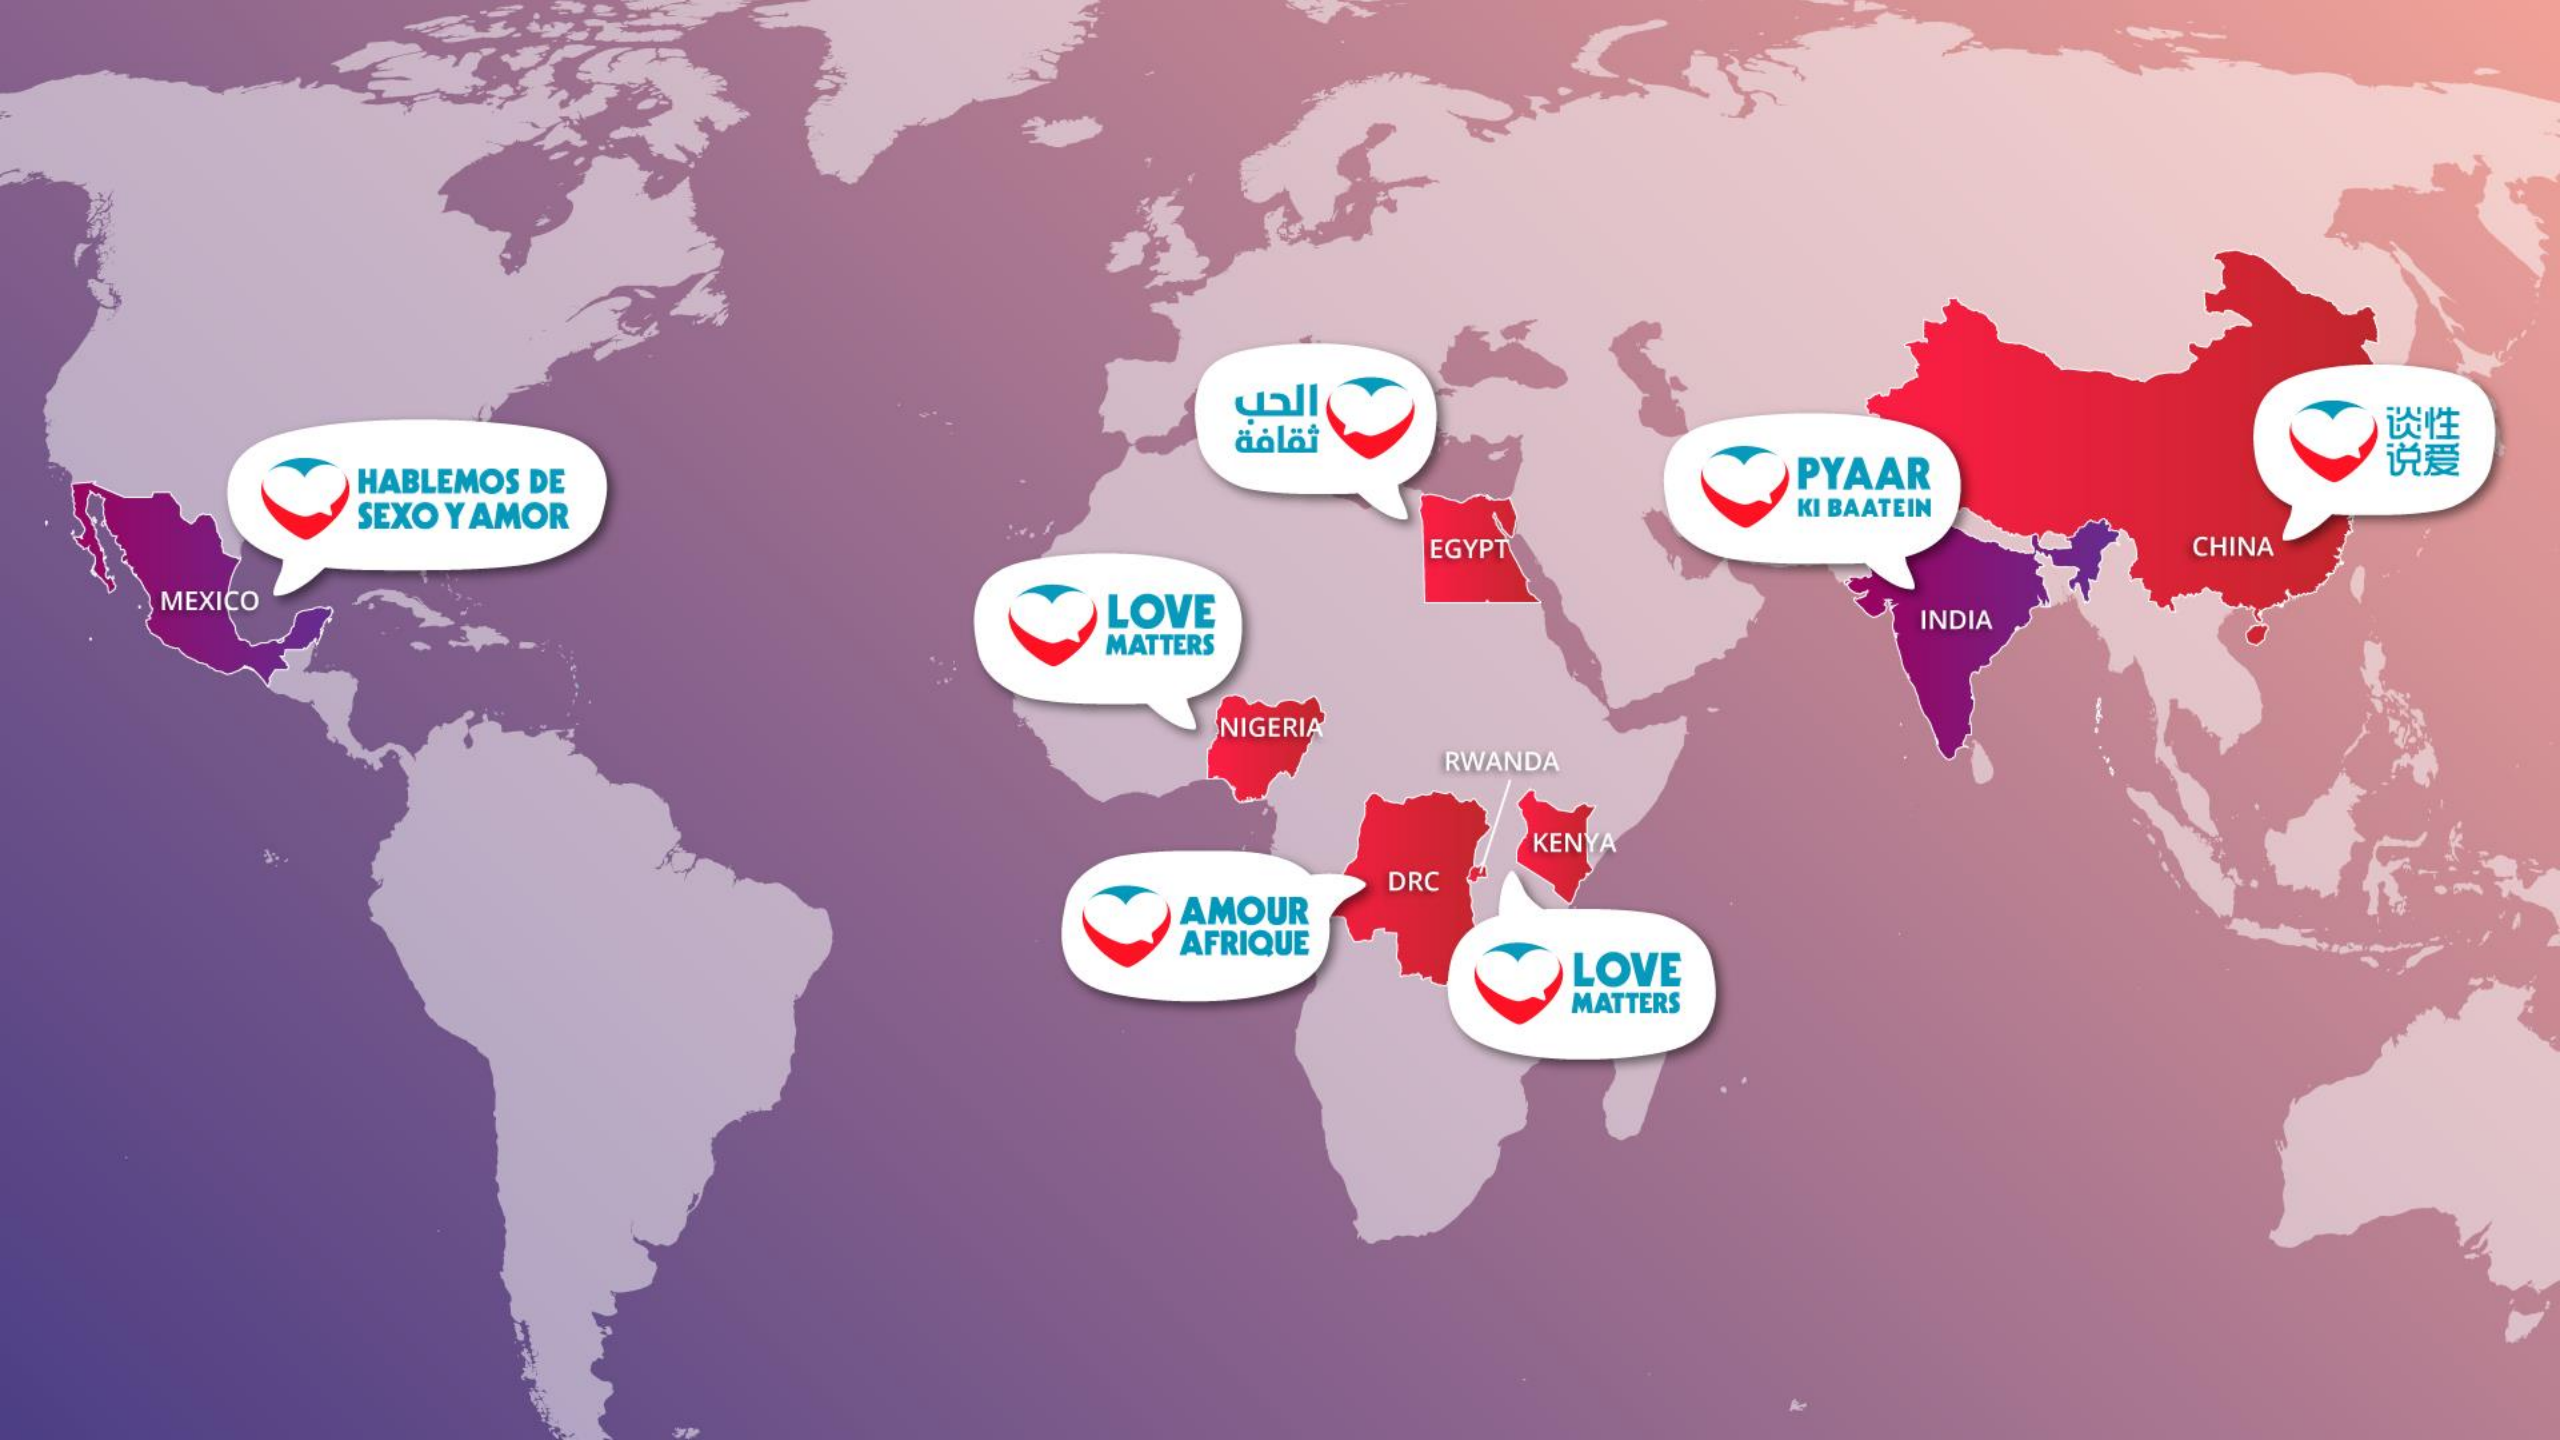 HABLEMOS DE
SEXO Y AMOR
MEXICO
الحب
ثقافة
EGYPT
LOVE
MATTERS
NIGERIA
RWANDA
KENYA
DRC
AMOUR
AFRIQUE
LOVE
MATTERS
PYAAR
KI BAATEIN
INDIA
谈性
说爱
CHINA